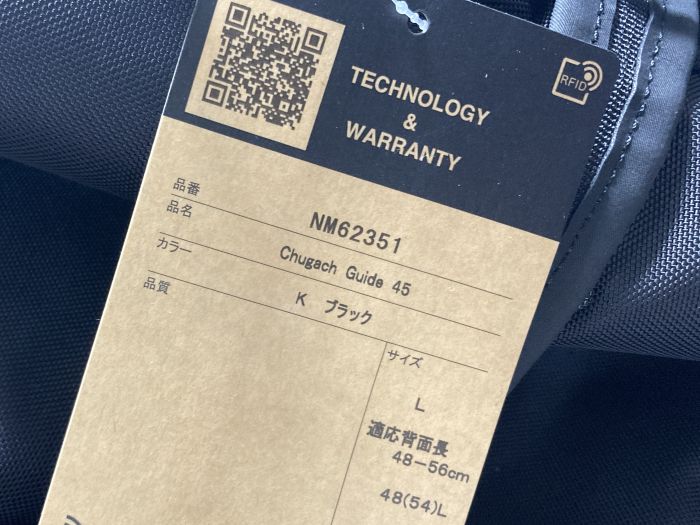 TECHNOLOGY
&
WARRANTY
RFID
品番 NM62351
品名 Chugach Guide 45
カラー K ブラック
品質
サイズ
L
適応背面長
48-56cm
48(54)L